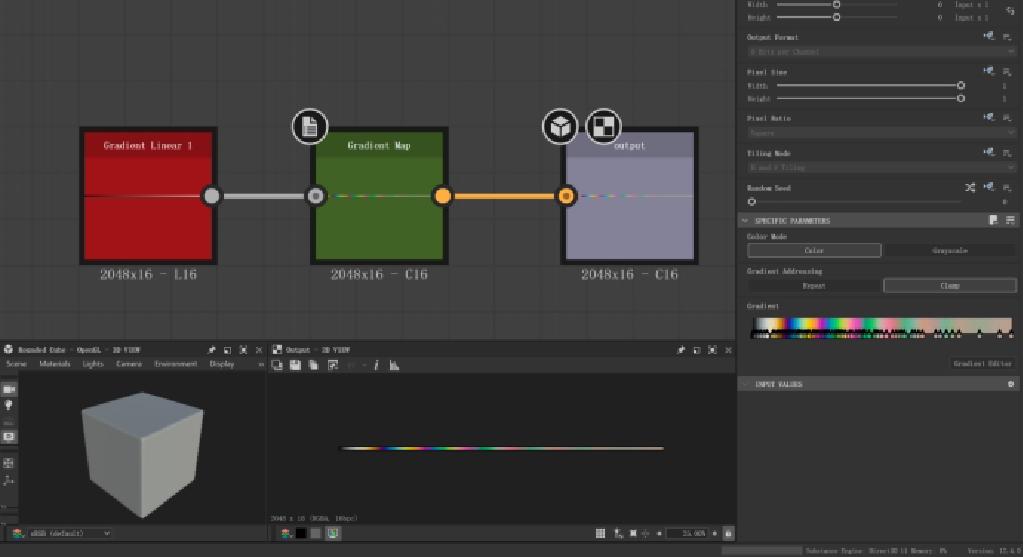 Width 0 Input x 1
Height 0 Input x 1
Output Format
8 Bits per Channel
Pixel Size
Width 1
Height 1
Pixel Ratio
Square
Tiling Mode
H and V Tiling
Random Seed
0
SPECIFIC PARAMETERS
Color Mode
Color Grayscale
Gradient Addressing
Repeat Clamp
Gradient
Gradient Editor
INPUT VALUES
Gradient Linear 1
Gradient Map
output
2048x16 - L16
2048x16 - C16
2048x16 - C16
Rounded Cube - OpenGL - 3D VIEW
Scene Materials Lights Camera Environment Display
sRGB (default)
Output - 2D VIEW
2048 x 16 (RGBA, 16bpc)
25.00%
Substance Engine: Direct3D 11 Memory: 0% Version: